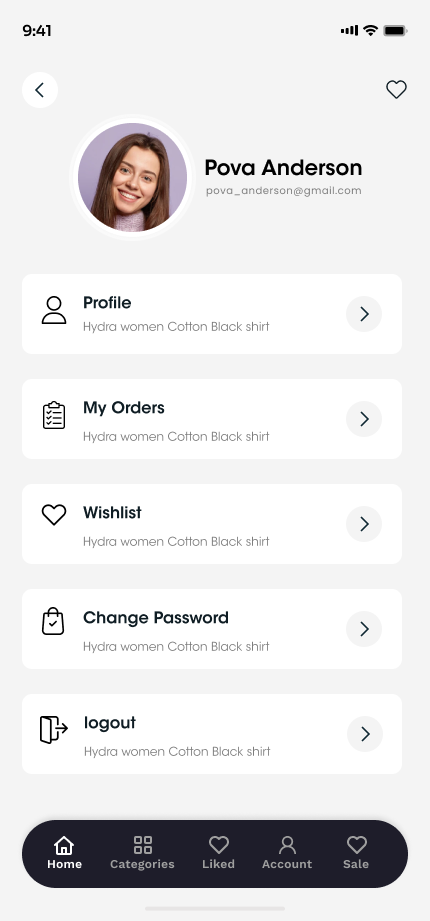 9:41
Pova Anderson
pova_anderson@gmail.com
Profile
Hydra women Cotton Black shirt
My Orders
Hydra women Cotton Black shirt
Wishlist
Hydra women Cotton Black shirt
Change Password
Hydra women Cotton Black shirt
logout
Hydra women Cotton Black shirt
Home Categories Liked Account Sale